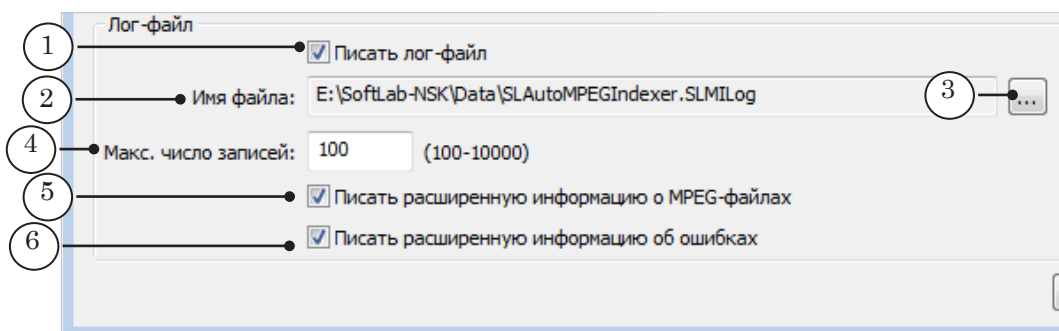 Лог-файл
1 Писать лог-файл
2 Имя файла: E:\SoftLab-NSK\Data\SLAutoMPEGIndexer.SLMILog 3 ...
4 Макс. число записей: 100 (100-10000)
5 Писать расширенную информацию о MPEG-файлах
6 Писать расширенную информацию об ошибках